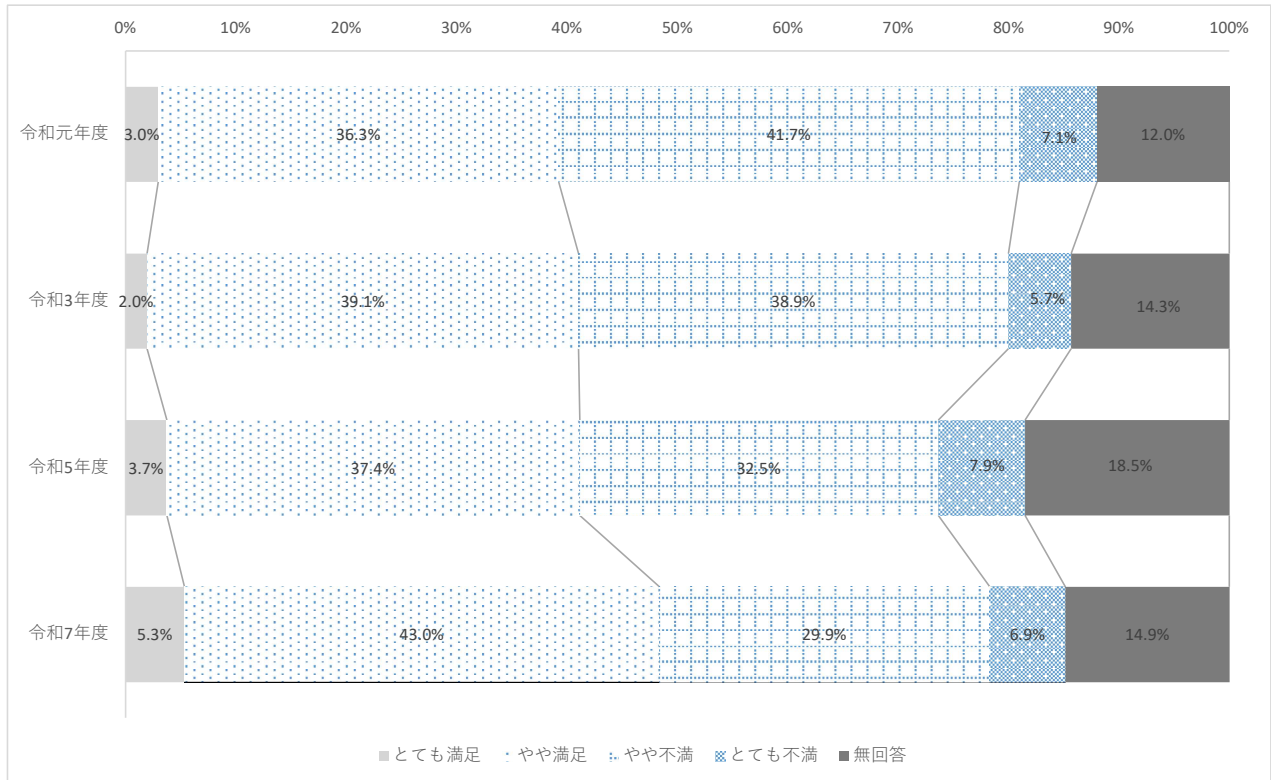 0% 10% 20% 30% 40% 50% 60% 70% 80% 90% 100%
令和元年度 3.0% 36.3% 41.7% 7.1% 12.0%
令和3年度 2.0% 39.1% 38.9% 5.7% 14.3%
令和5年度 3.7% 37.4% 32.5% 7.9% 18.5%
令和7年度 5.3% 43.0% 29.9% 6.9% 14.9%
とても満足 やや満足 やや不満 とても不満 無回答